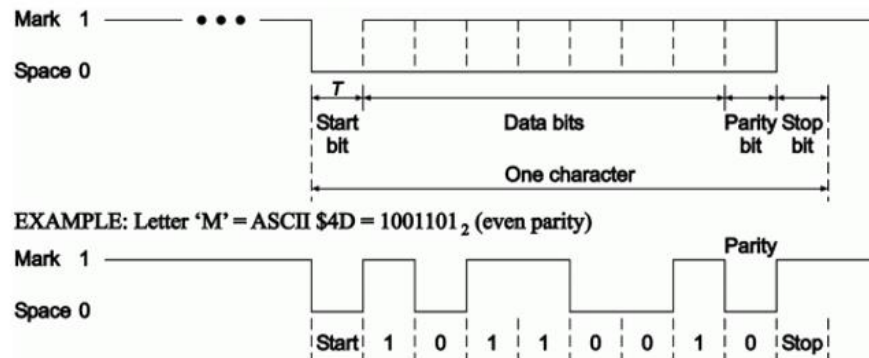 Mark 1
Space 0
T
Start bit
Data bits
Parity bit
Stop bit
One character
EXAMPLE: Letter ‘M’ = ASCII $4D = 1001101₂ (even parity)
Mark 1
Parity
Space 0
Start 1 0 1 1 0 0 1 0 Stop